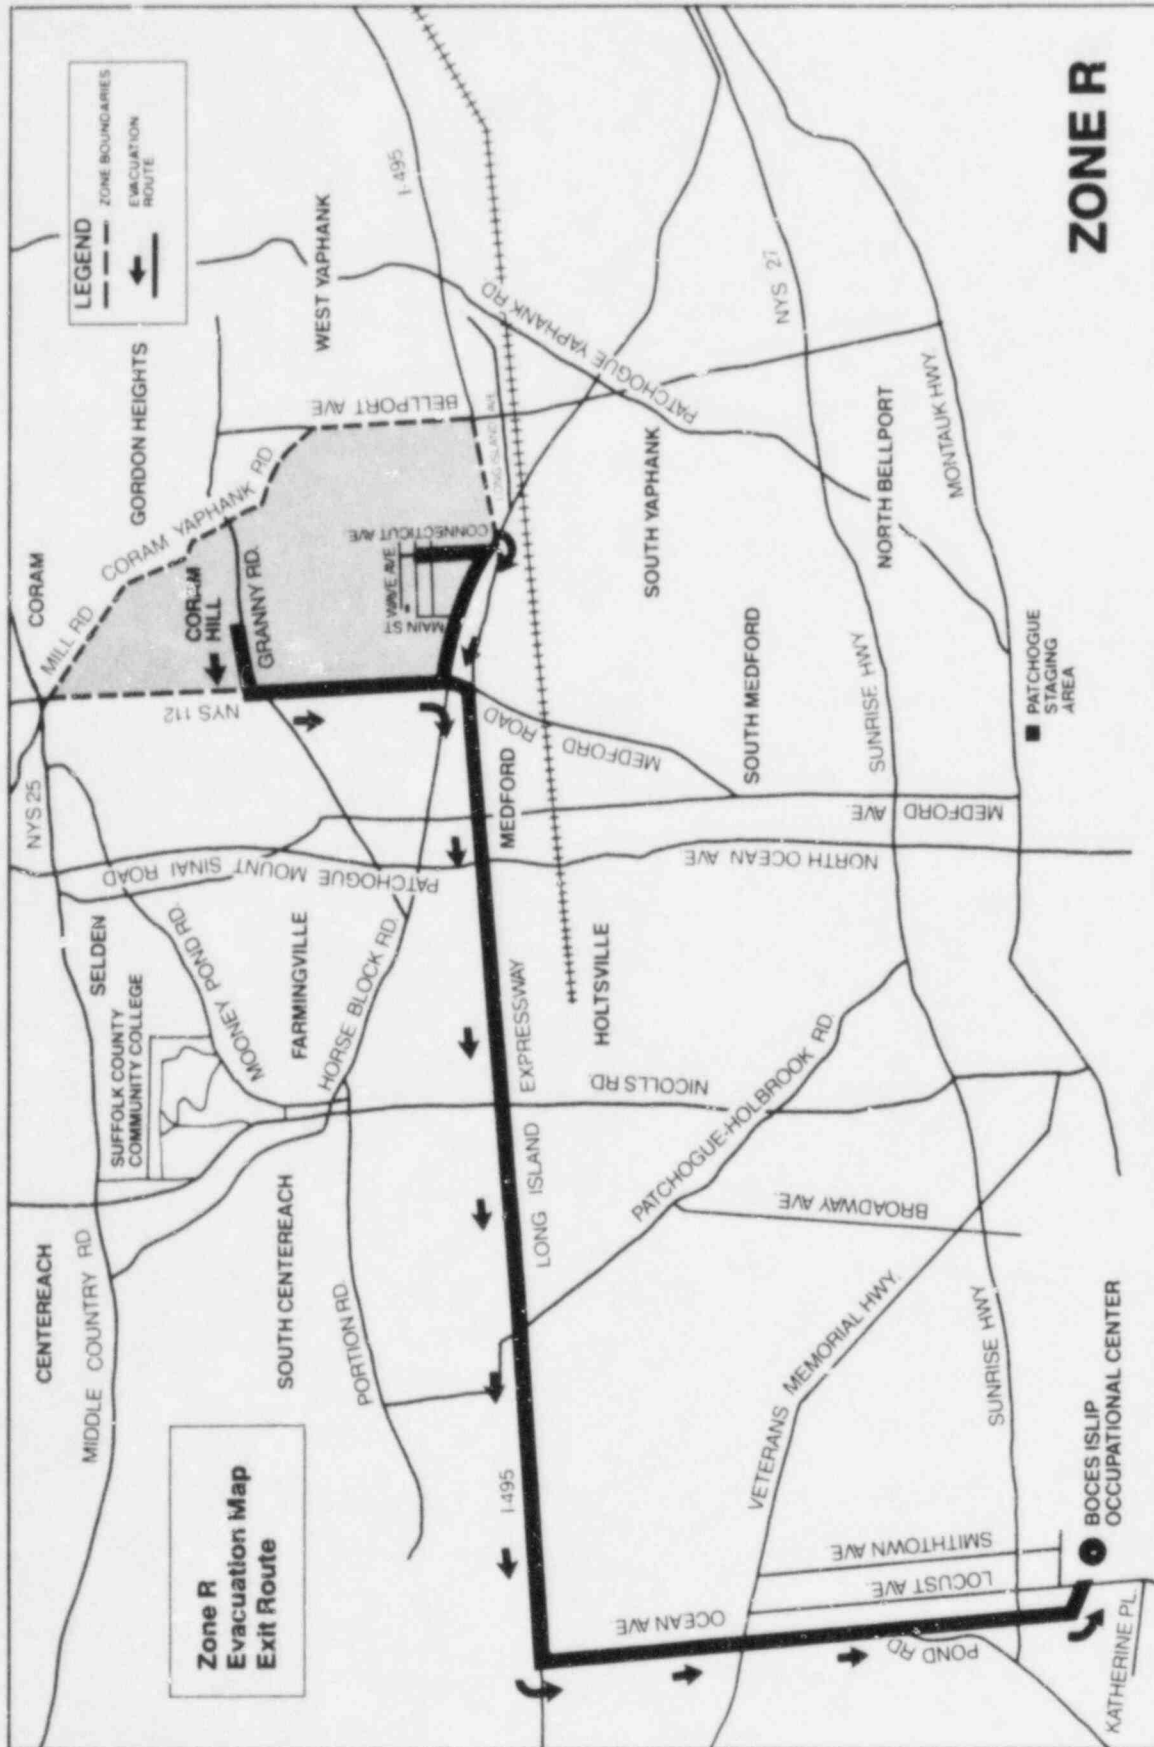 ZONE R
LEGEND
ZONE BOUNDARIES
EVACUATION
ROUTE
Zone R
Evacuation Map
Exit Route
CENTEREACH
MIDDLE COUNTRY RD.
SUFFOLK COUNTY
COMMUNITY COLLEGE
SELDEN
NYS 25
CORAM
MILL RD
CORAM YAPHANK RD
GORDON HEIGHTS
WEST YAPHANK
CORAM
HILL
GRANNY RD.
NYS 112
BELLPORT AVE
I-495
MAIN ST.
WAVE AVE
CONNECTICUT AVE.
LONG ISLAND AVE.
PATCHOGUE YAPHANK RD
MOONEY POND RD.
PATCHOGUE MOUNT SINAI ROAD
FARMINGVILLE
HORSE BLOCK RD.
SOUTH CENTEREACH
PORTION RD.
I-495
LONG ISLAND EXPRESSWAY
MEDFORD
MEDFORD ROAD
HOLTSVILLE
NICOLLS RD.
SOUTH YAPHANK
SOUTH MEDFORD
NORTH OCEAN AVE
MEDFORD AVE.
SUNRISE HWY
NYS 27
NORTH BELLPORT
MONTAUK HWY.
PATCHOGUE
STAGING
AREA
PATCHOGUE-HOLBROOK RD.
BROADWAY AVE.
VETERANS MEMORIAL HWY.
SUNRISE HWY
OCEAN AVE
POND RD
LOCUST AVE.
SMITHTOWN AVE
KATHERINE PL.
BOCES ISLIP
OCCUPATIONAL CENTER